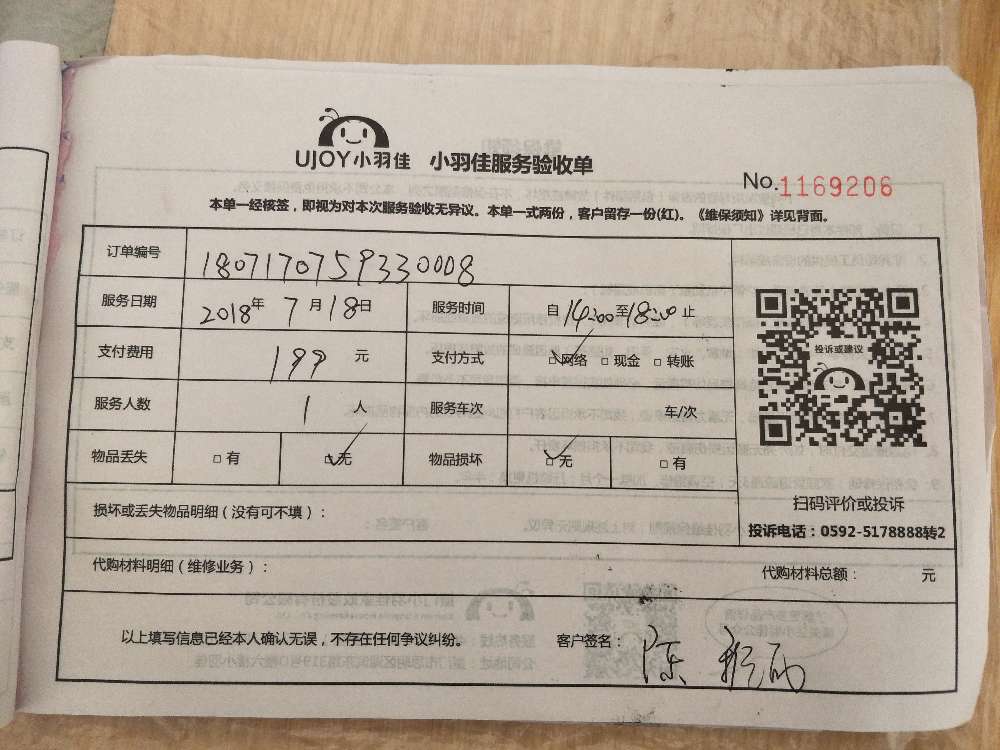 UJOY小羽佳 小羽佳服务验收单
No.1169206
本单一经核签，即视为对本次服务验收无异议。本单一式两份，客户留存一份(红)。《维保须知》详见背面。
订单编号 1807170759330008
服务日期 2018年7月18日 服务时间 自14:00至18:00止
支付费用 199元 支付方式 ☑网络 □现金 □转账
服务人数 1人 服务车次 车/次
物品丢失 □有 ☑无 物品损坏 ☑无 □有
投诉或建议
扫码评价或投诉
投诉电话：0592-5178888转2
损坏或丢失物品明细（没有可不填）：
代购材料明细（维修业务）： 代购材料总额： 元
以上填写信息已经本人确认无误，不存在任何争议纠纷。 客户签名：陈